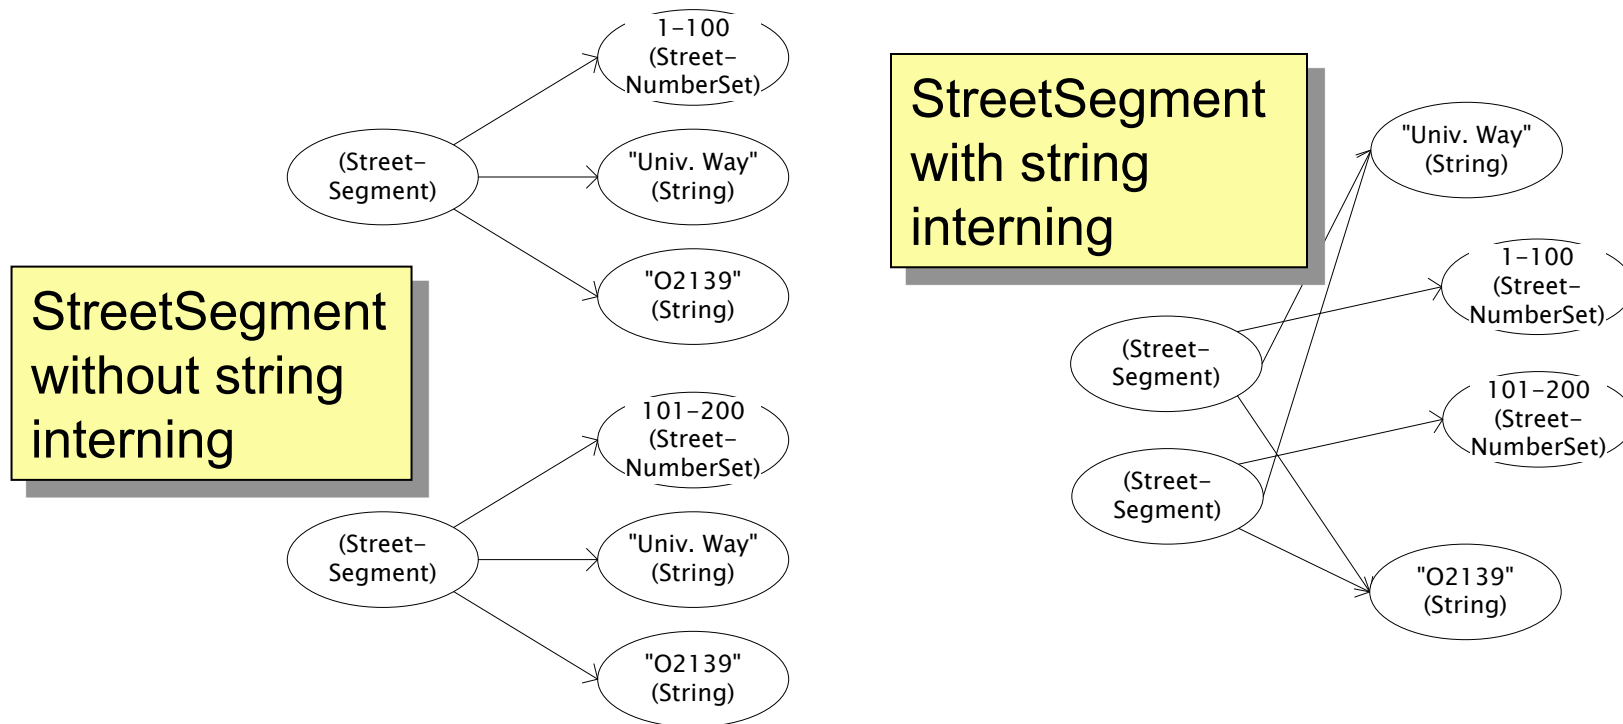 1-100
(Street-
NumberSet)
(Street-
Segment)
"Univ. Way"
(String)
"O2139"
(String)
StreetSegment
without string
interning
101-200
(Street-
NumberSet)
(Street-
Segment)
"Univ. Way"
(String)
"O2139"
(String)
StreetSegment
with string
interning
"Univ. Way"
(String)
1-100
(Street-
NumberSet)
(Street-
Segment)
101-200
(Street-
NumberSet)
(Street-
Segment)
"O2139"
(String)